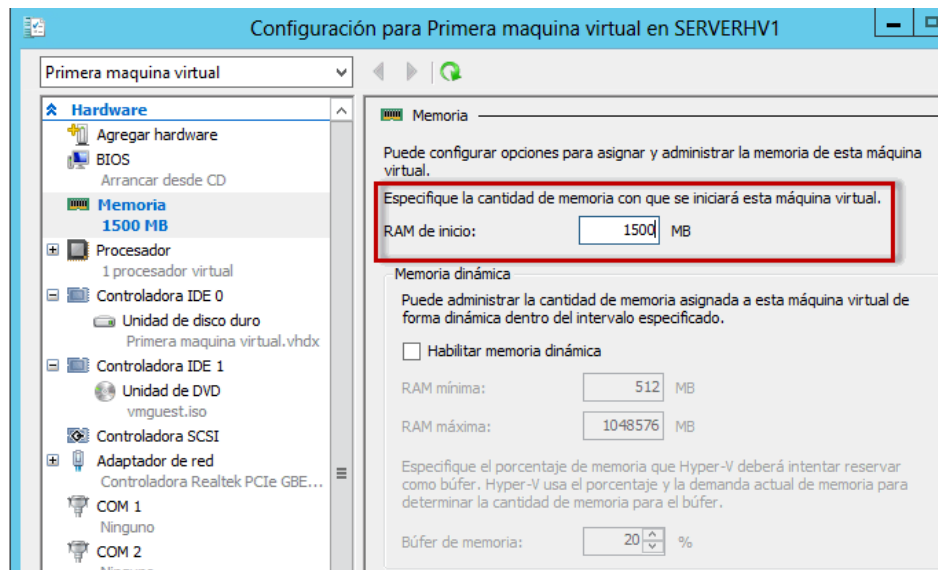 Configuración para Primera maquina virtual en SERVERHV1
Primera maquina virtual
Hardware
Agregar hardware
BIOS
Arrancar desde CD
Memoria
1500 MB
Procesador
1 procesador virtual
Controladora IDE 0
Unidad de disco duro
Primera maquina virtual.vhdx
Controladora IDE 1
Unidad de DVD
vmguest.iso
Controladora SCSI
Adaptador de red
Controladora Realtek PCIe GBE...
COM 1
Ninguno
COM 2
Memoria
Puede configurar opciones para asignar y administrar la memoria de esta máquina
virtual.
Especifique la cantidad de memoria con que se iniciará esta máquina virtual.
RAM de inicio: 1500 MB
Memoria dinámica
Puede administrar la cantidad de memoria asignada a esta máquina virtual de
forma dinámica dentro del intervalo especificado.
Habilitar memoria dinámica
RAM mínima: 512 MB
RAM máxima: 1048576 MB
Especifique el porcentaje de memoria que Hyper-V deberá intentar reservar
como búfer. Hyper-V usa el porcentaje y la demanda actual de memoria para
determinar la cantidad de memoria para el búfer.
Búfer de memoria: 20 %